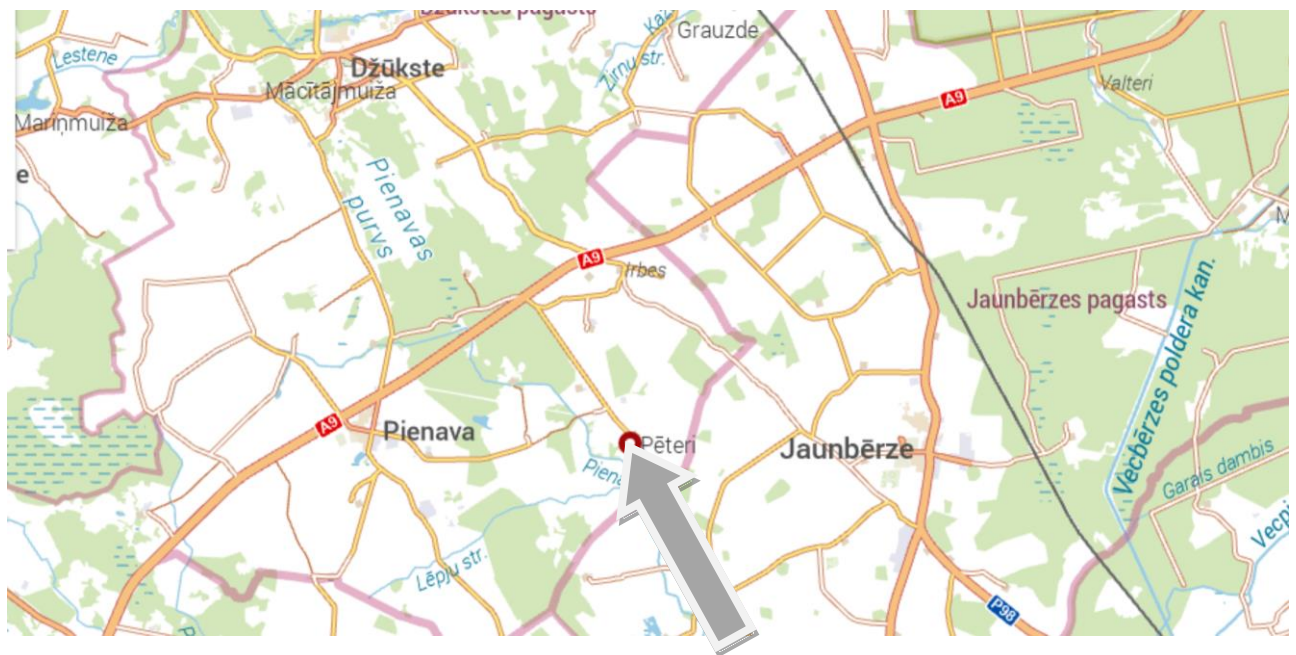 Džūkstes pagasts
Grauzde
Lestene
Džūkste
Zirņu str.
Mācītājmuiža
Valteri
A9
Mariņmuiža
e
Pienavas
purvs
A9
Irbes
Jaunbērzes pagasts
Vecbērzes poldera kan.
A9
Pienava
Pēteri
Jaunbērze
Garais dambis
Lēpju str.
P98